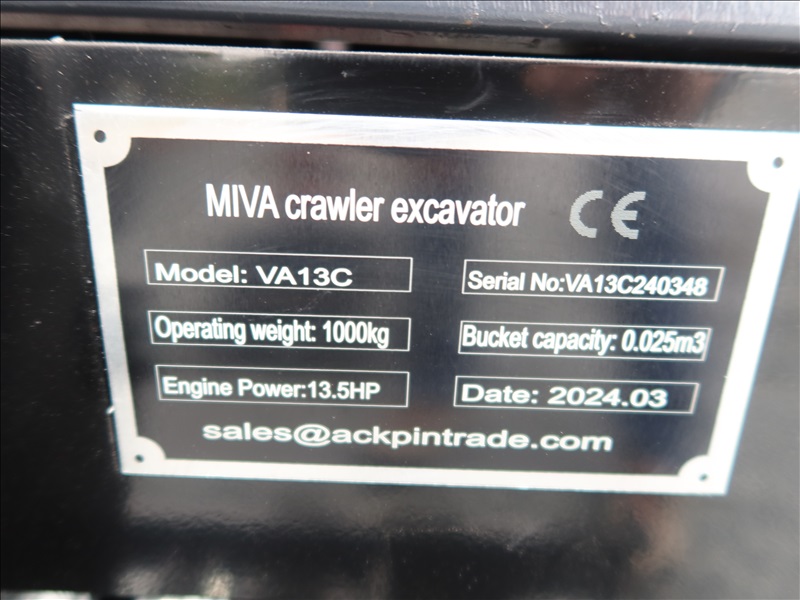 MIVA crawler excavator CE
Model: VA13C
Serial No:VA13C240348
Operating weight: 1000kg
Bucket capacity: 0.025m3
Engine Power:13.5HP
Date: 2024.03
sales@ackpintrade.com